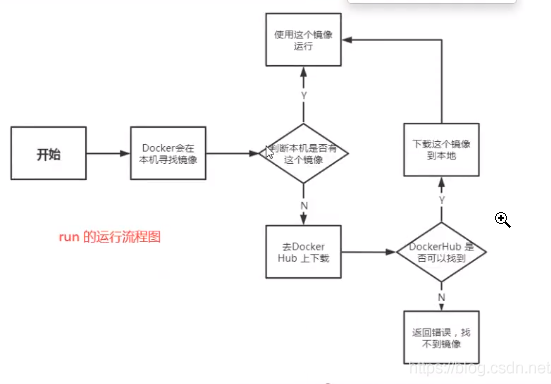 使用这个镜像
运行
Y
开始
Docker会在
本机寻找镜像
判断本机是否有
这个镜像
下载这个镜像
到本地
N
Y
run 的运行流程图
去Docker
Hub 上下载
DockerHub 是
否可以找到
N
返回错误，找
不到镜像
https://blog.csdn.net